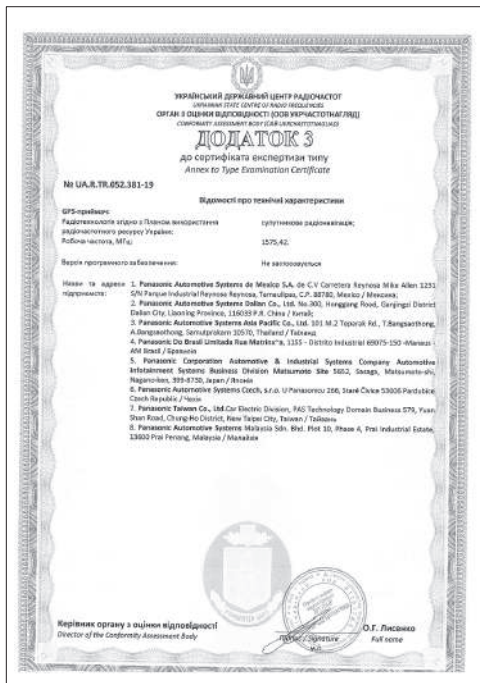 УКРАЇНСЬКИЙ ДЕРЖАВНИЙ ЦЕНТР РАДІОЧАСТОТ
UKRAINIAN STATE CENTRE OF RADIO FREQUENCIES
ОРГАН З ОЦІНКИ ВІДПОВІДНОСТІ (ООВ УКРЧАСТОТНАГЛЯД)
CONFORMITY ASSESSMENT BODY (CAB UKRCHASTOTNAGLIAD)
ДОДАТОК 3
до сертифіката експертизи типу
Annex to Type Examination Certificate
№ UA.R.TR.052.381-19
Відомості про технічні характеристики
GPS-приймач:
Радіотехнологія згідно з Планом використання радіочастотного ресурсу України: супутникова радіонавігація;
Робоча частота, МГц: 1575,42.
Версія програмного забезпечення: Не застосовується
Назви та адреси підприємств:
1. Panasonic Automotive Systems de Mexico S.A. de C.V Carretera Reynosa Mike Allen 1231
S/N Parque Industrial Reynosa Reynosa, Tamaulipas, C.P. 88780, Mexico / Мексика;
2. Panasonic Automotive Systems Dalian Co., Ltd. No.300, Honggang Road, Ganjingzi District
Dalian City, Liaoning Province, 116033 P.R. China / Китай;
3. Panasonic Automotive Systems Asia Pacific Co., Ltd. 101 M.2 Teparak Rd., T.Bangsaothong,
A.Bangsaothong, Samutprakarn 10570, Thailand / Таїланд
4. Panasonic Do Brasil Limitada Rua Matrinx"a, 1155 - Distrito Industrial 69075-150 -Manaus -
AM Brasil / Бразилія
5. Panasonic Corporation Automotive & Industrial Systems Company Automotive
Infotainment Systems Business Division Matsumoto Site 5652, Sasaga, Matsumoto-shi,
Nagano-ken, 399-8730, Japan / Японія
6. Panasonic Automotive Systems Czech, s.r.o. U Panasonicu 266, Staré Čivice 53006 Pardubice
Czech Republic / Чехія
7. Panasonic Taiwan Co., Ltd.Car Electric Division, PAS Technology Domain Business 579, Yuan
Shan Road, Chung-Ho District, New Taipei City, Taiwan / Тайвань
8. Panasonic Automotive Systems Malaysia Sdn. Bhd. Plot 10, Phase 4, Prai Industrial Estate,
13600 Prai Penang, Malaysia / Малайзія
Керівник органу з оцінки відповідності
Director of the Conformity Assessment Body
Підпис / Signature
М.П.
О.Г. Лисенко
Full name